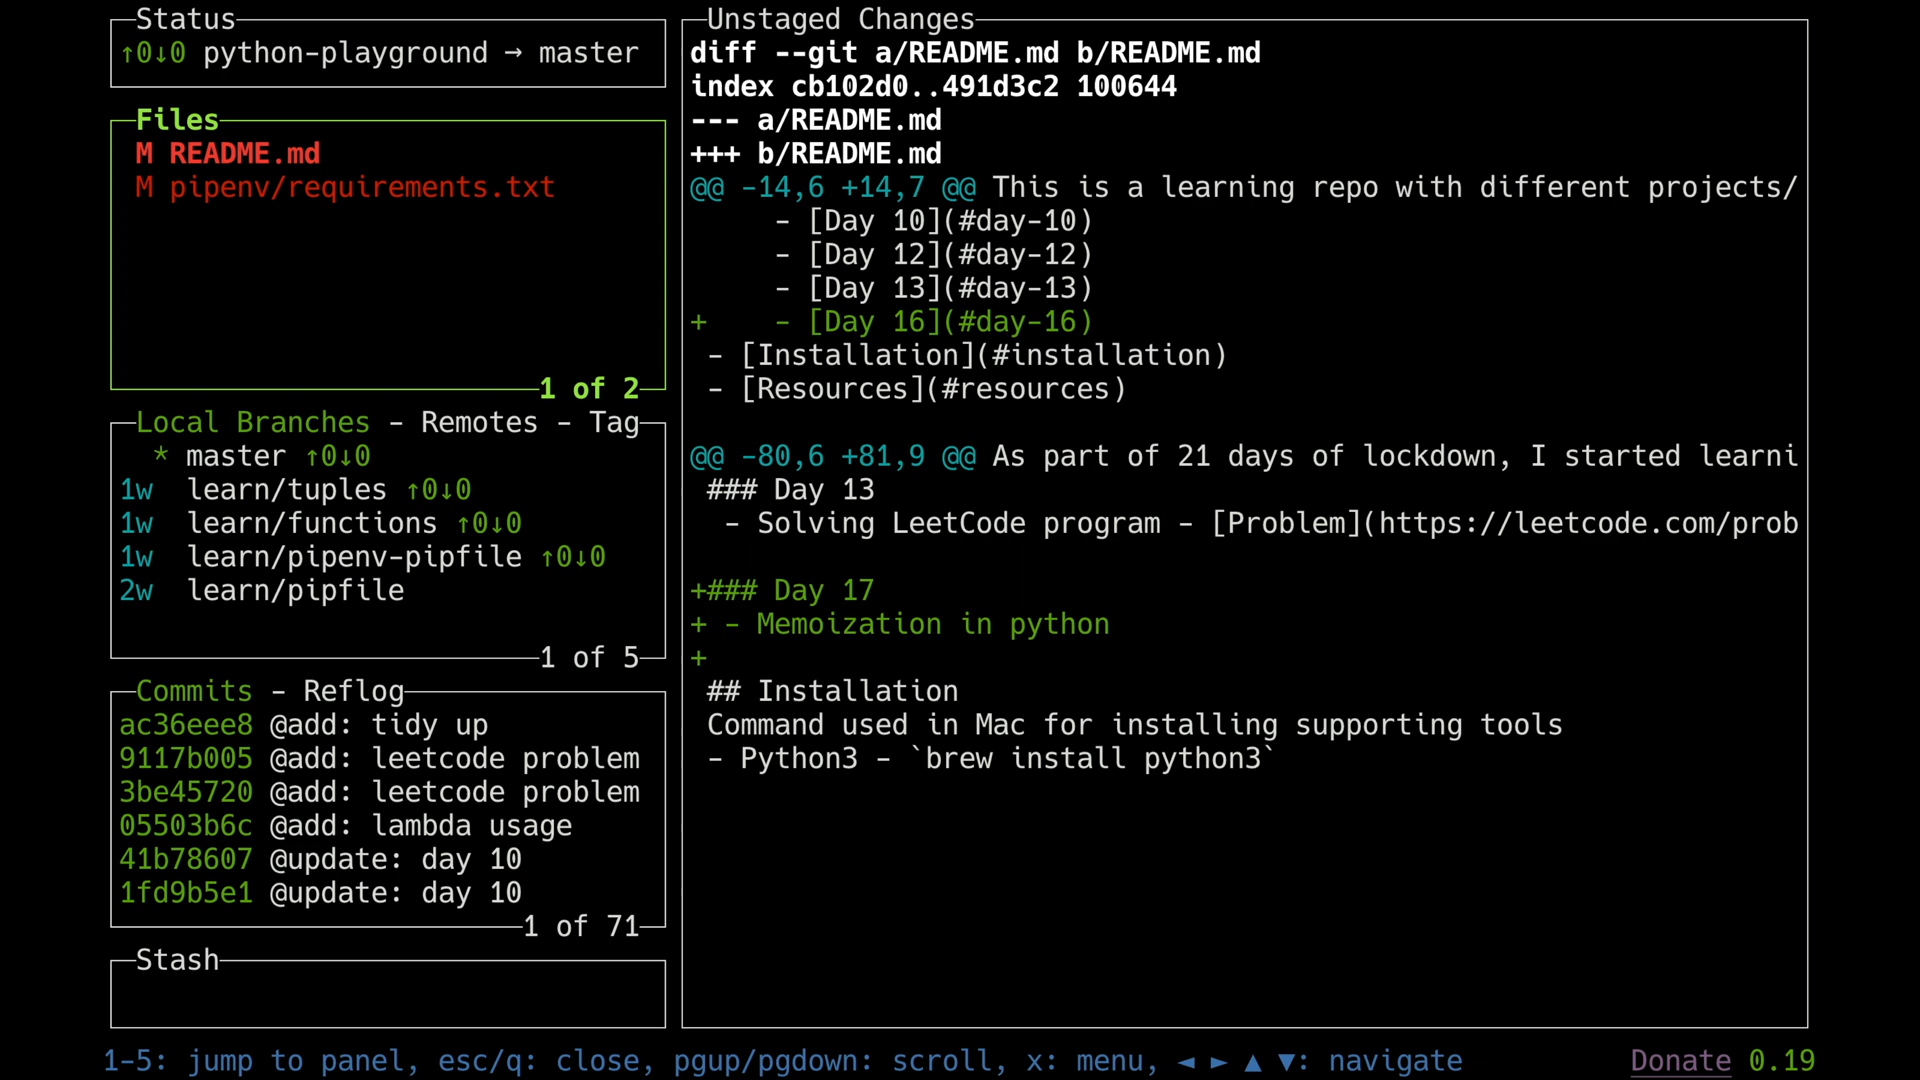 Status
↑0↓0 python-playground → master
Files
M README.md
M pipenv/requirements.txt
1 of 2
Local Branches - Remotes - Tag
* master ↑0↓0
1w learn/tuples ↑0↓0
1w learn/functions ↑0↓0
1w learn/pipenv-pipfile ↑0↓0
2w learn/pipfile
1 of 5
Commits - Reflog
ac36eee8 @add: tidy up
9117b005 @add: leetcode problem
3be45720 @add: leetcode problem
05503b6c @add: lambda usage
41b78607 @update: day 10
1fd9b5e1 @update: day 10
1 of 71
Stash
Unstaged Changes
diff --git a/README.md b/README.md
index cb102d0..491d3c2 100644
--- a/README.md
+++ b/README.md
@@ -14,6 +14,7 @@ This is a learning repo with different projects/
- [Day 10](#day-10)
- [Day 12](#day-12)
- [Day 13](#day-13)
+    - [Day 16](#day-16)
- [Installation](#installation)
- [Resources](#resources)
@@ -80,6 +81,9 @@ As part of 21 days of lockdown, I started learni
### Day 13
- Solving LeetCode program - [Problem](https://leetcode.com/prob
+### Day 17
+ - Memoization in python
+
## Installation
Command used in Mac for installing supporting tools
- Python3 - `brew install python3`
1-5: jump to panel, esc/q: close, pgup/pgdown: scroll, x: menu, ◄ ► ▲ ▼: navigate
Donate 0.19